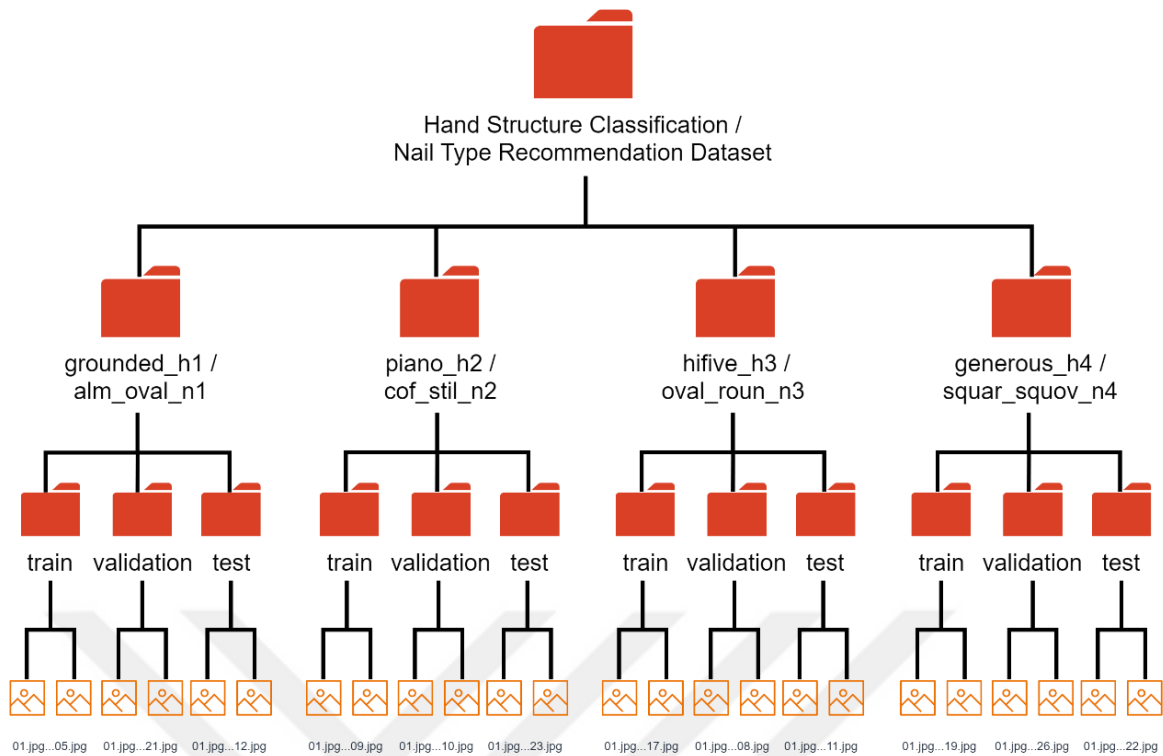 Hand Structure Classification /
Nail Type Recommendation Dataset
grounded_h1 /
alm_oval_n1
piano_h2 /
cof_stil_n2
hifive_h3 /
oval_roun_n3
generous_h4 /
squar_squov_n4
train validation test
train validation test
train validation test
train validation test
01.jpg...05.jpg 01.jpg...21.jpg 01.jpg...12.jpg
01.jpg...09.jpg 01.jpg...10.jpg 01.jpg...23.jpg
01.jpg...17.jpg 01.jpg...08.jpg 01.jpg...11.jpg
01.jpg...19.jpg 01.jpg...26.jpg 01.jpg...22.jpg